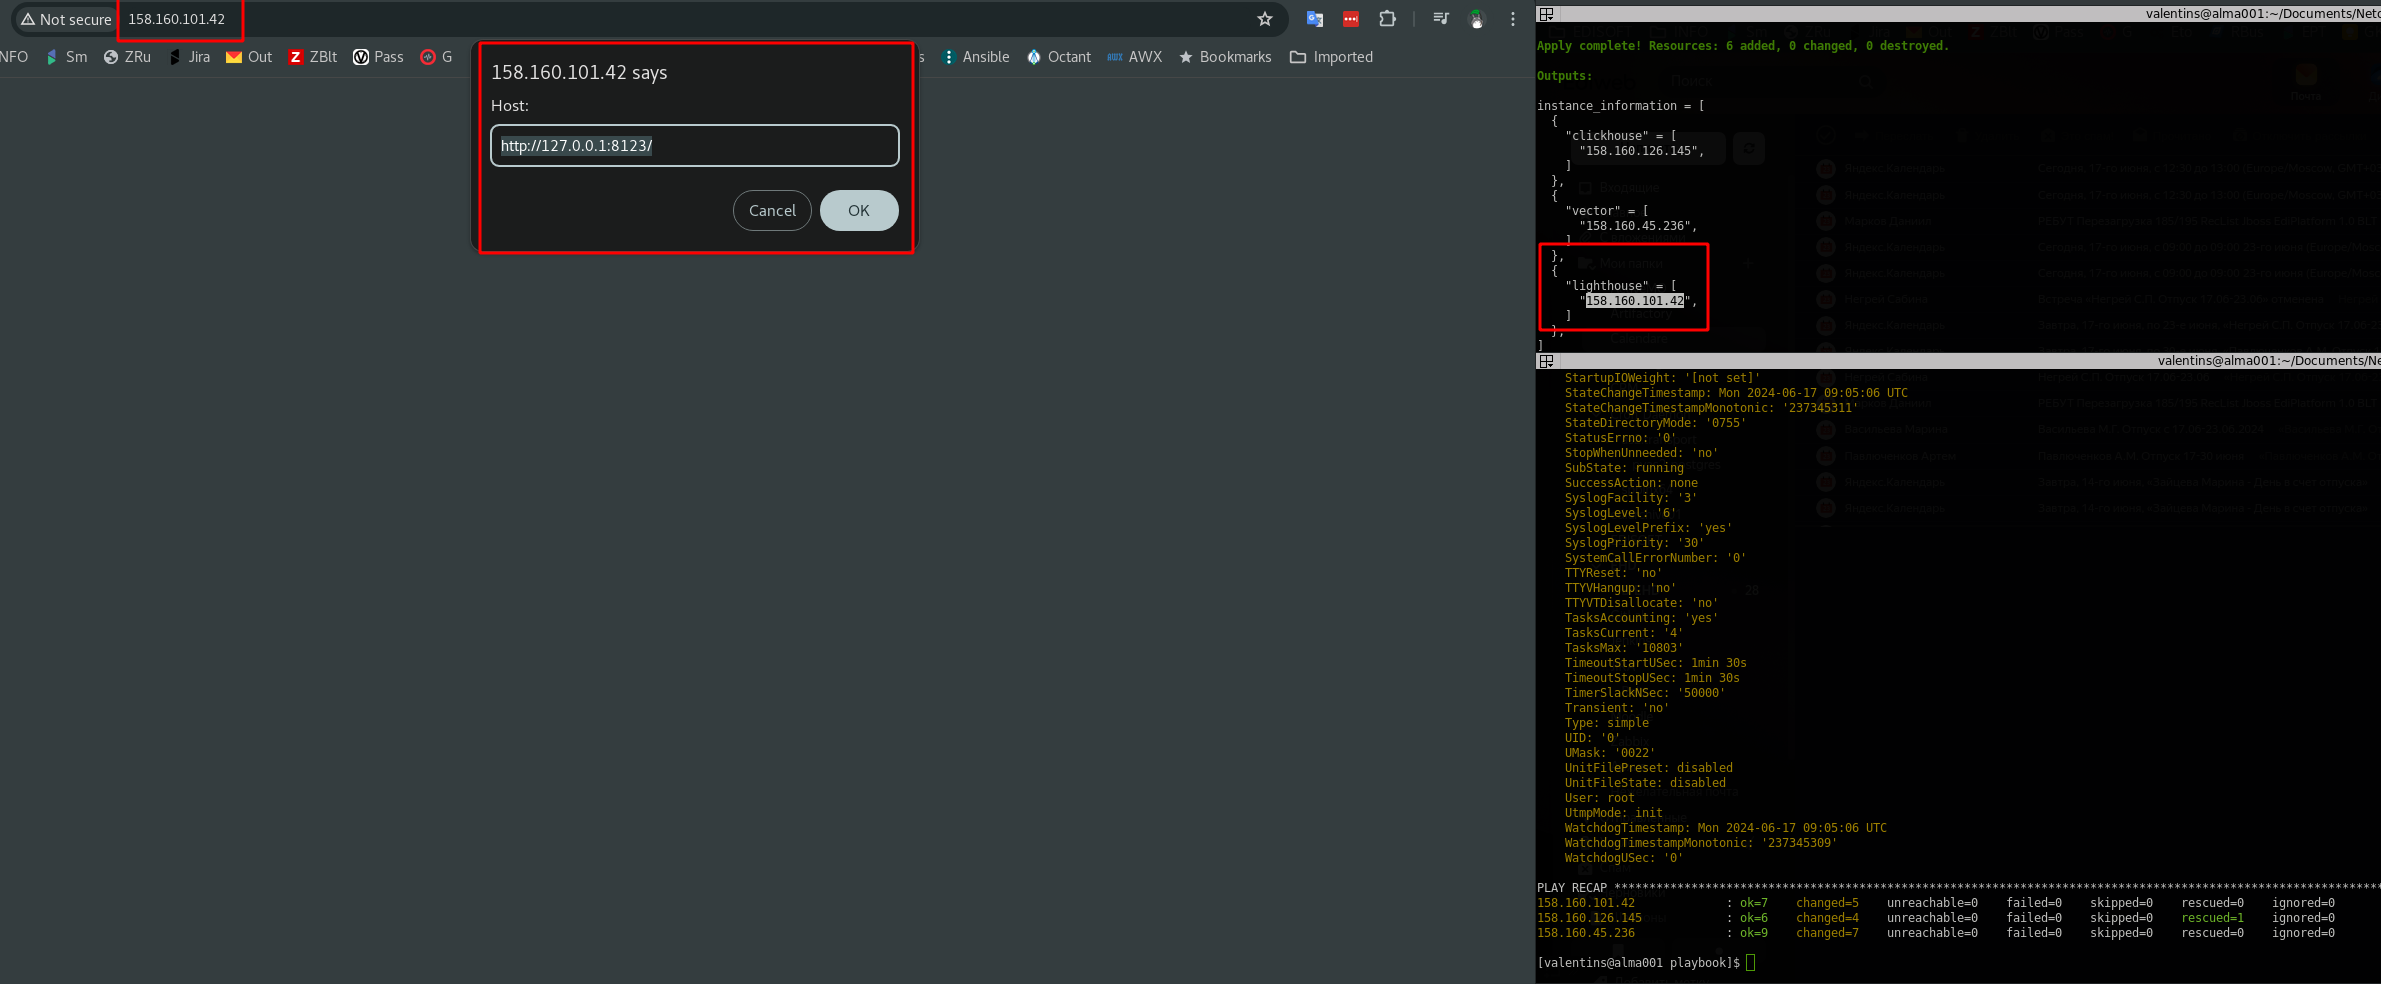 Not secure 158.160.101.42
NFO Sm ZRu Jira Out ZBlt Pass G s Ansible Octant AWX Bookmarks Imported
158.160.101.42 says
Host:
http://127.0.0.1:8123/
Cancel OK
valentins@alma001:~/Documents/Neto
Apply complete! Resources: 6 added, 0 changed, 0 destroyed.
Outputs:
instance_information = [
{
"clickhouse" = [
"158.160.126.145",
]
},
{
"vector" = [
"158.160.45.236",
]
},
{
"lighthouse" = [
"158.160.101.42",
]
},
]
valentins@alma001:~/Documents/Ne
StartupIOWeight: '[not set]'
StateChangeTimestamp: Mon 2024-06-17 09:05:06 UTC
StateChangeTimestampMonotonic: '237345311'
StateDirectoryMode: '0755'
StatusErrno: '0'
StopWhenUnneeded: 'no'
SubState: running
SuccessAction: none
SyslogFacility: '3'
SyslogLevel: '6'
SyslogLevelPrefix: 'yes'
SyslogPriority: '30'
SystemCallErrorNumber: '0'
TTYReset: 'no'
TTYVHangup: 'no'
TTYVTDisallocate: 'no'
TasksAccounting: 'yes'
TasksCurrent: '4'
TasksMax: '10803'
TimeoutStartUSec: 1min 30s
TimeoutStopUSec: 1min 30s
TimerSlackNSec: '50000'
Transient: 'no'
Type: simple
UID: '0'
UMask: '0022'
UnitFilePreset: disabled
UnitFileState: disabled
User: root
UtmpMode: init
WatchdogTimestamp: Mon 2024-06-17 09:05:06 UTC
WatchdogTimestampMonotonic: '237345309'
WatchdogUSec: '0'
PLAY RECAP *************************************************************************************************************
158.160.101.42 : ok=7 changed=5 unreachable=0 failed=0 skipped=0 rescued=0 ignored=0
158.160.126.145 : ok=6 changed=4 unreachable=0 failed=0 skipped=0 rescued=1 ignored=0
158.160.45.236 : ok=9 changed=7 unreachable=0 failed=0 skipped=0 rescued=0 ignored=0
[valentins@alma001 playbook]$